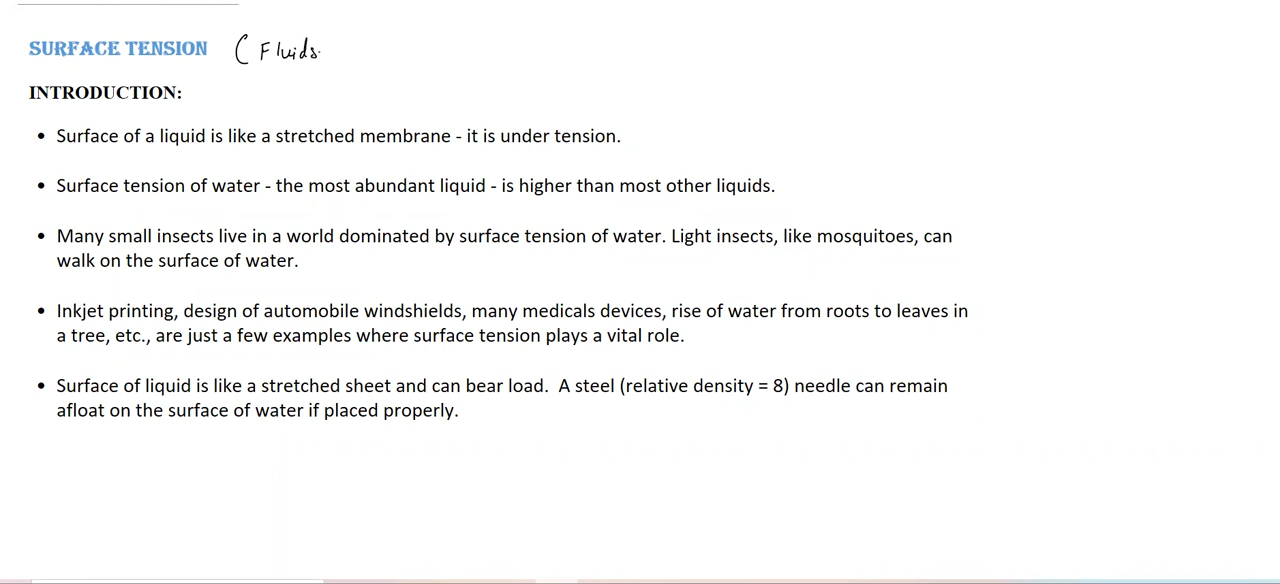 SURFACE TENSION ( Fluids.
INTRODUCTION:
• Surface of a liquid is like a stretched membrane - it is under tension.
• Surface tension of water - the most abundant liquid - is higher than most other liquids.
• Many small insects live in a world dominated by surface tension of water. Light insects, like mosquitoes, can
walk on the surface of water.
• Inkjet printing, design of automobile windshields, many medicals devices, rise of water from roots to leaves in
a tree, etc., are just a few examples where surface tension plays a vital role.
• Surface of liquid is like a stretched sheet and can bear load.  A steel (relative density = 8) needle can remain
afloat on the surface of water if placed properly.